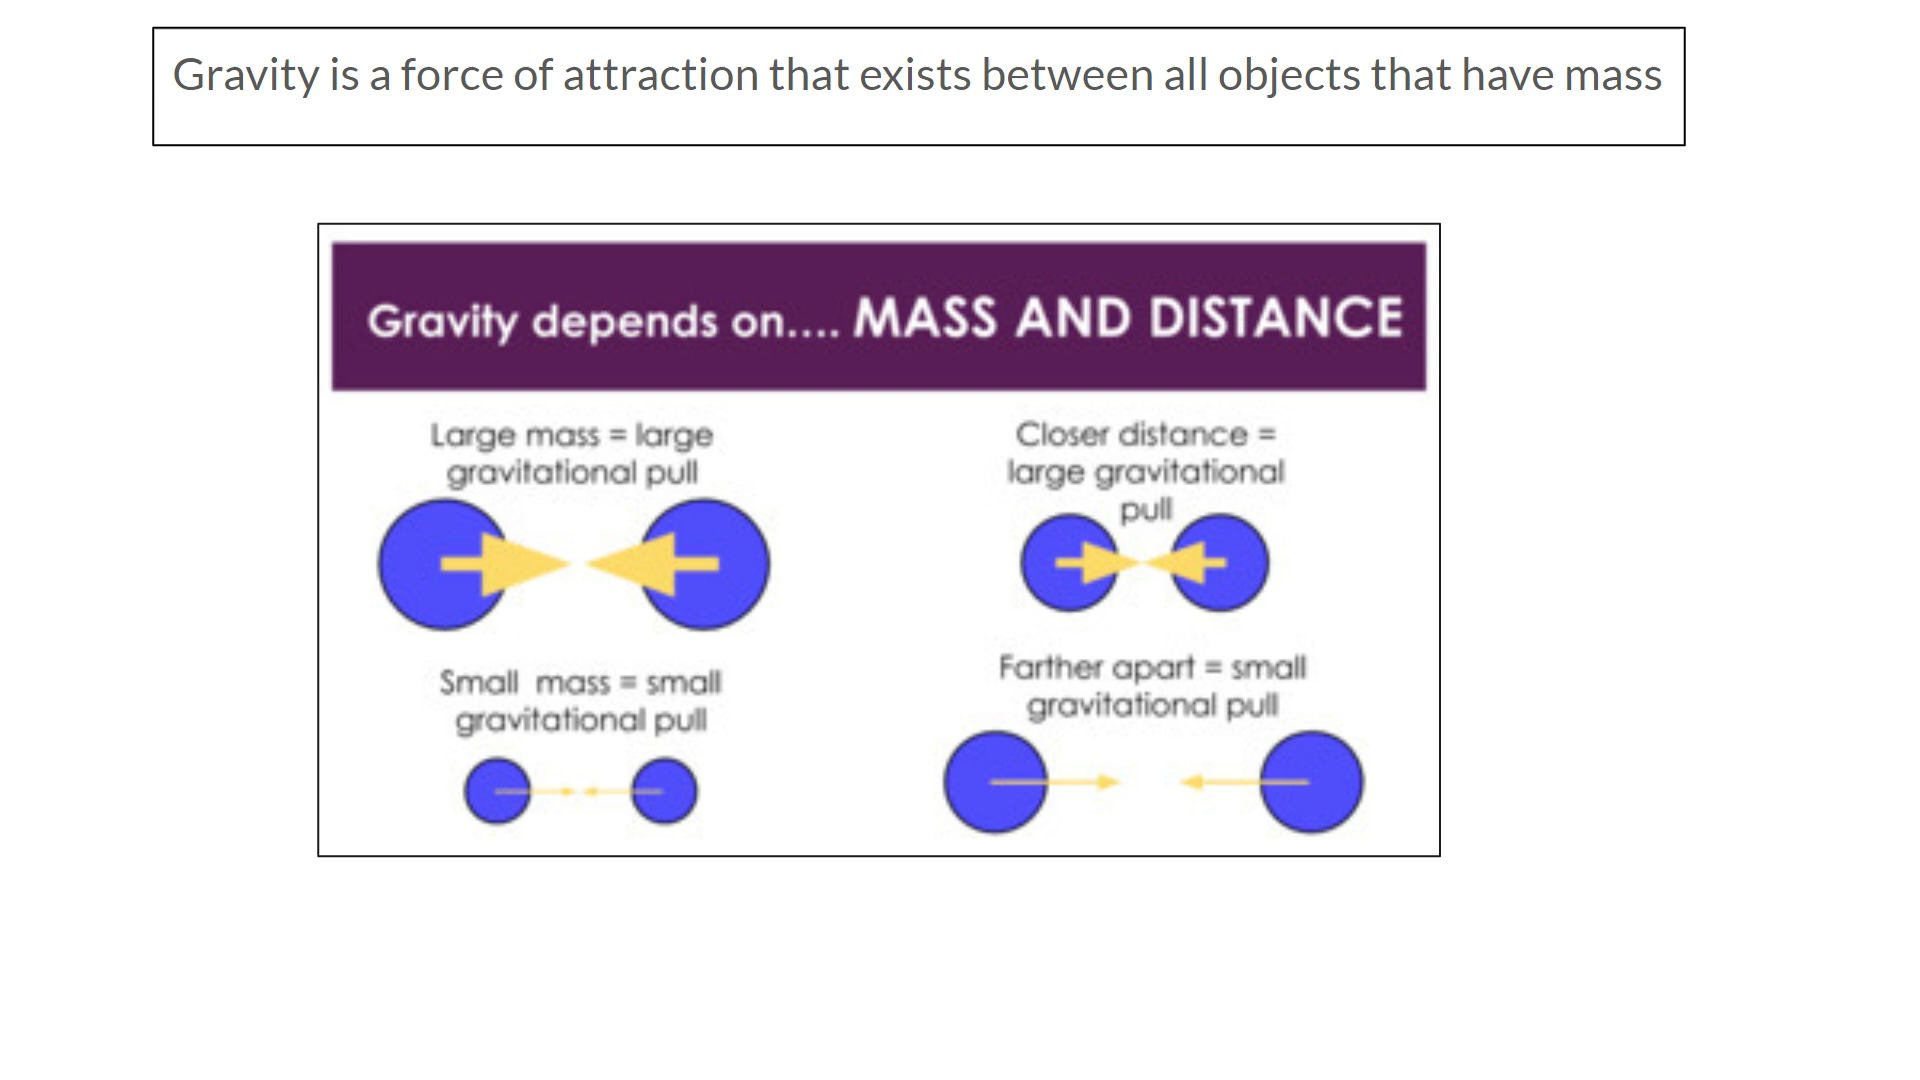 Gravity is a force of attraction that exists between all objects that have mass
Gravity depends on.... MASS AND DISTANCE
Large mass = large
gravitational pull
Closer distance =
large gravitational
pull
Small  mass = small
gravitational pull
Farther apart = small
gravitational pull